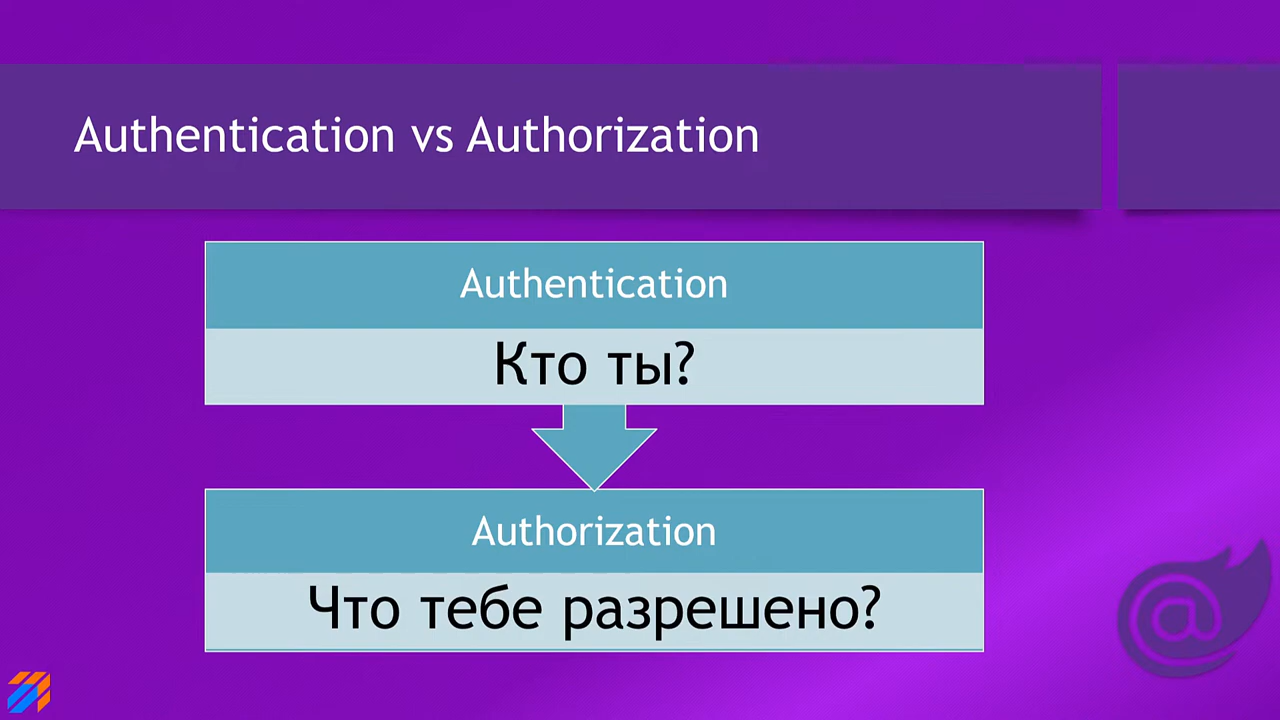 Authentication vs Authorization
Authentication
Кто ты?
Authorization
Что тебе разрешено?